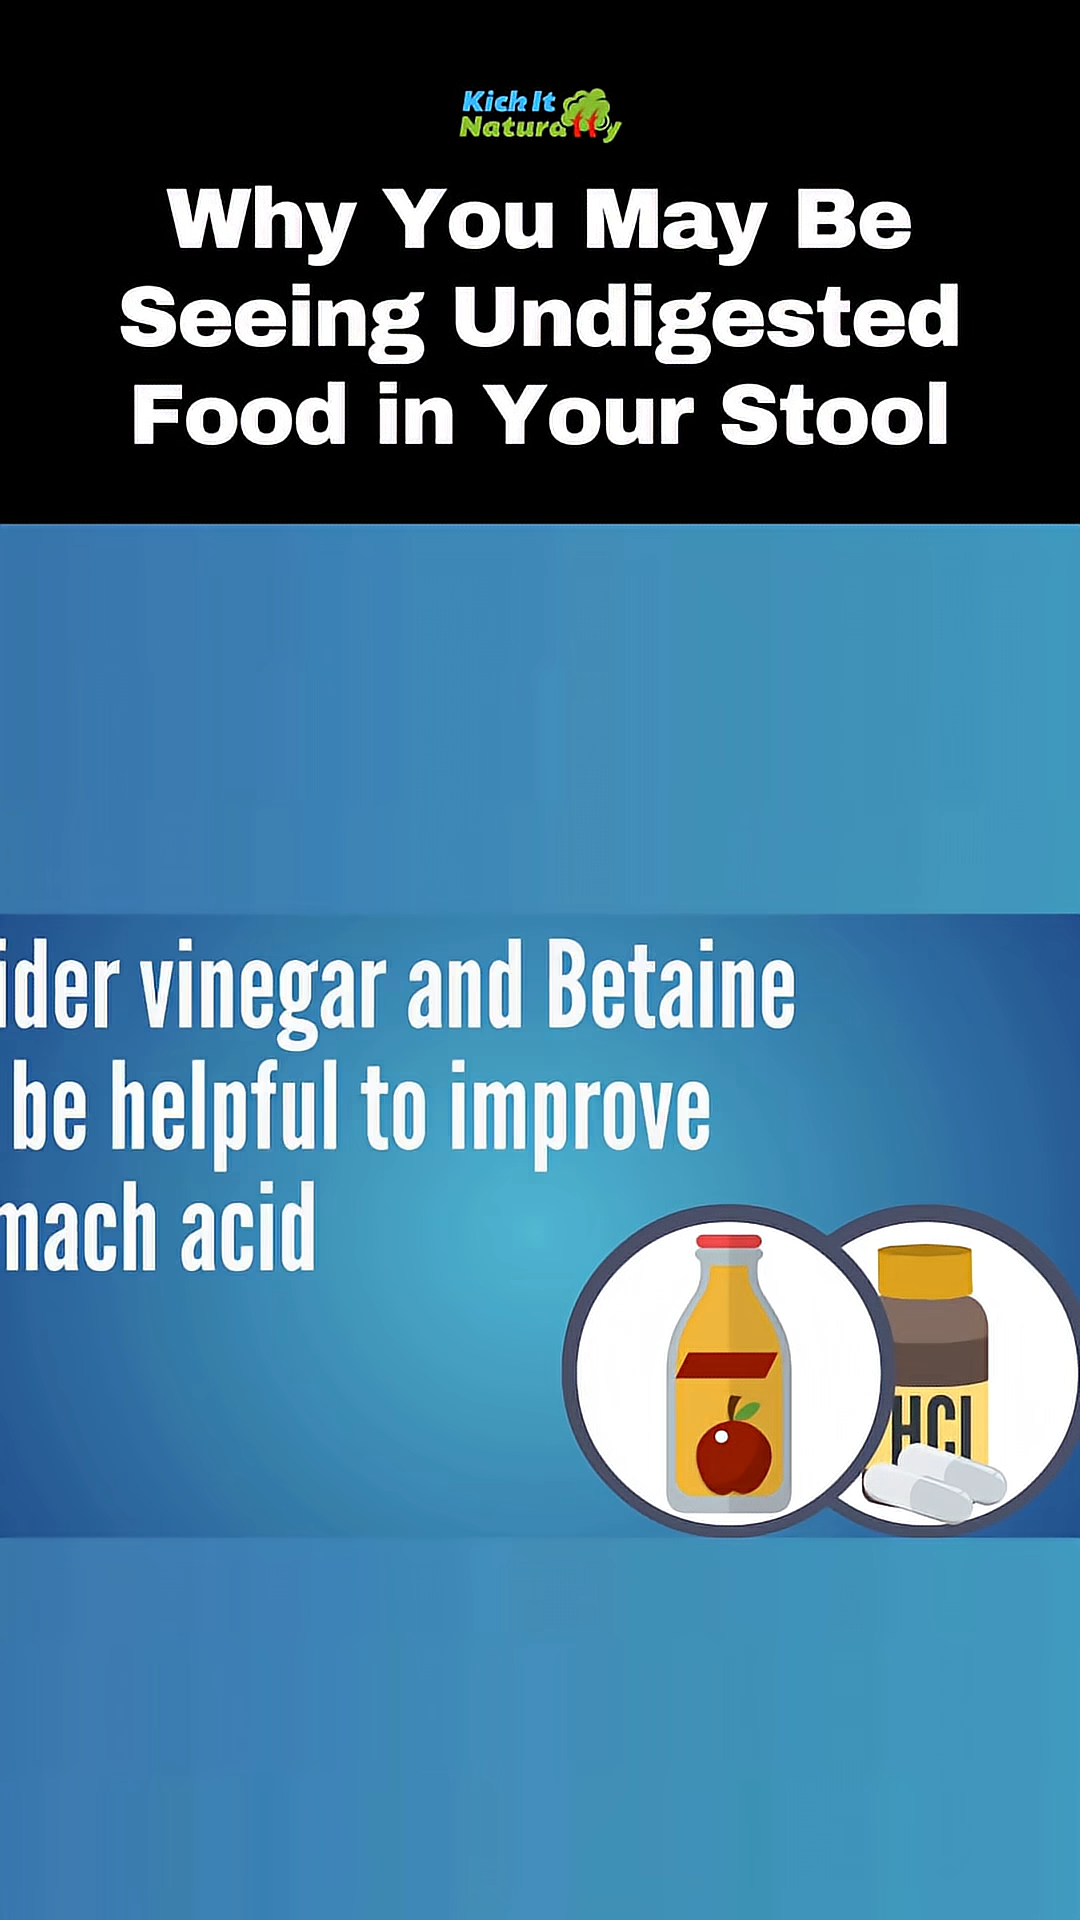 Kick It
Naturally
Why You May Be
Seeing Undigested
Food in Your Stool
ider vinegar and Betaine
be helpful to improve
mach acid
HCL